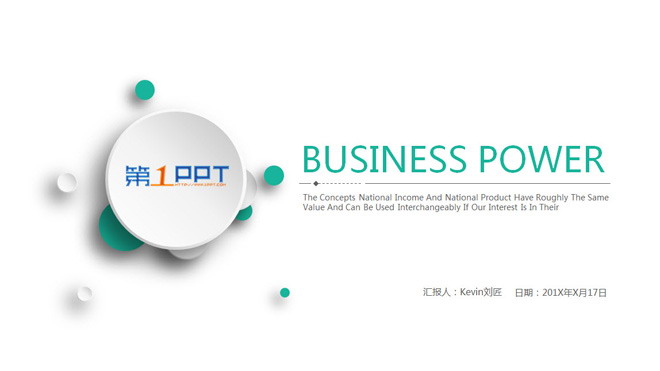 第1PPT
HTTP://WWW.1PPT.COM
BUSINESS POWER
The Concepts National Income And National Product Have Roughly The Same
Value And Can Be Used Interchangeably If Our Interest Is In Their
汇报人：Kevin刘匠 日期：201X年X月17日